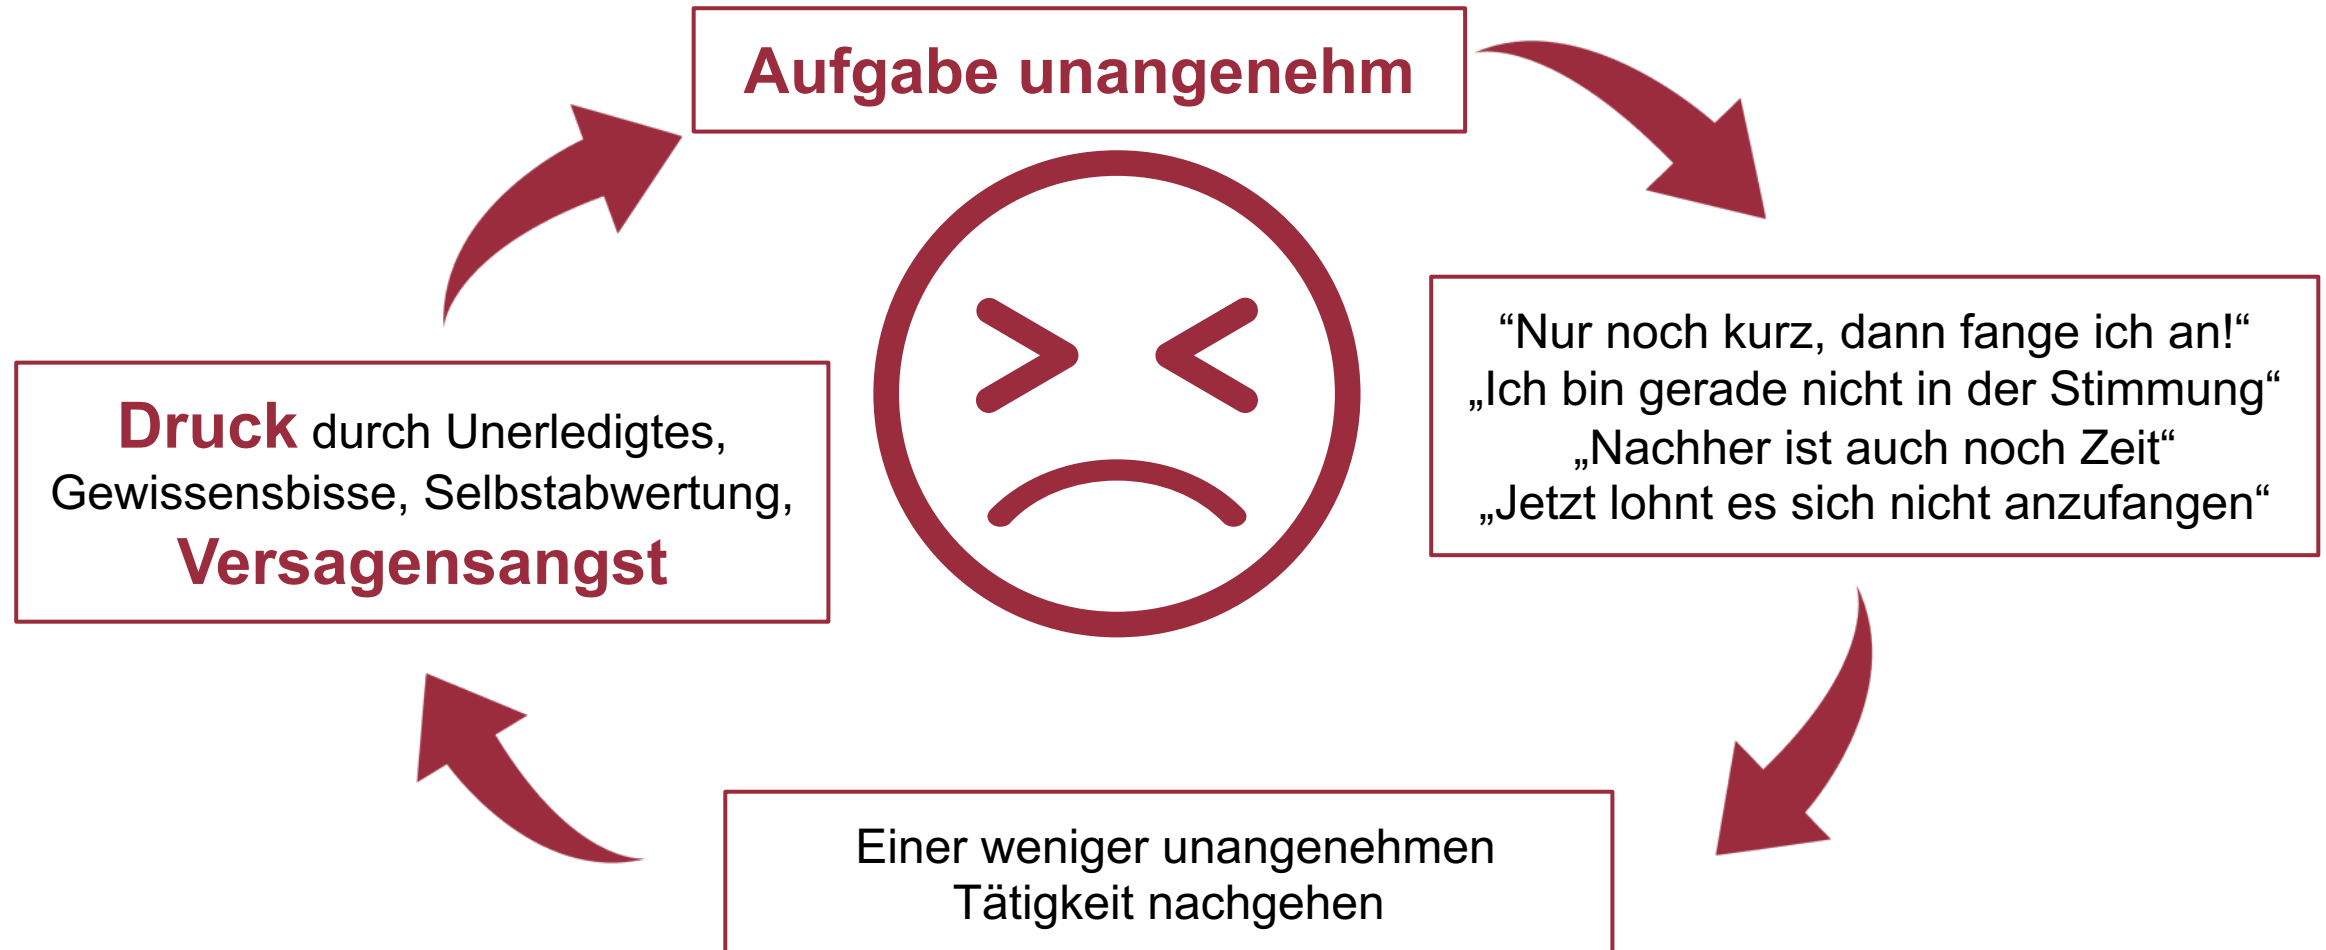 Aufgabe unangenehm
“Nur noch kurz, dann fange ich an!“
„Ich bin gerade nicht in der Stimmung“
„Nachher ist auch noch Zeit“
„Jetzt lohnt es sich nicht anzufangen“
Einer weniger unangenehmen
Tätigkeit nachgehen
Druck durch Unerledigtes,
Gewissensbisse, Selbstabwertung,
Versagensangst